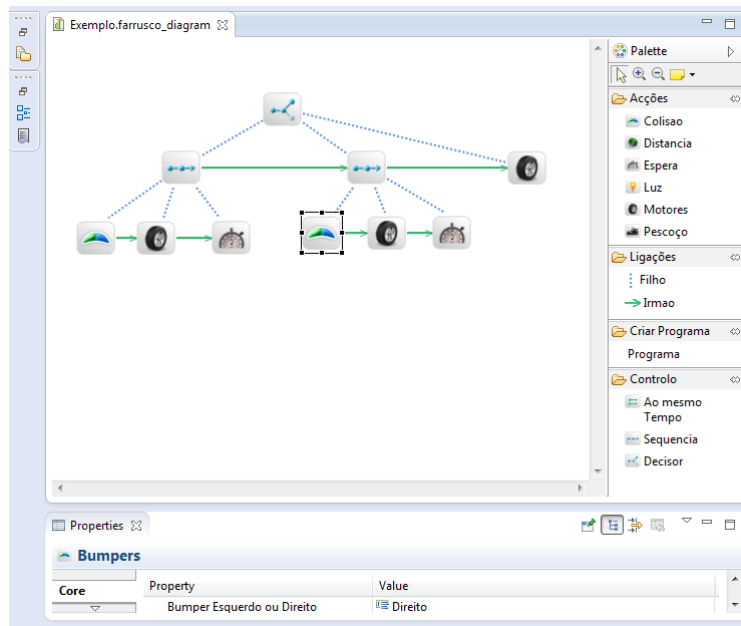 Exemplo.farrusco_diagram
Palette
Acções
Colisao
Distancia
Espera
Luz
Motores
Pescoço
Ligações
Filho
Irmao
Criar Programa
Programa
Controlo
Ao mesmo
Tempo
Sequencia
Decisor
Properties
Bumpers
Core
Property Value
Bumper Esquerdo ou Direito Direito